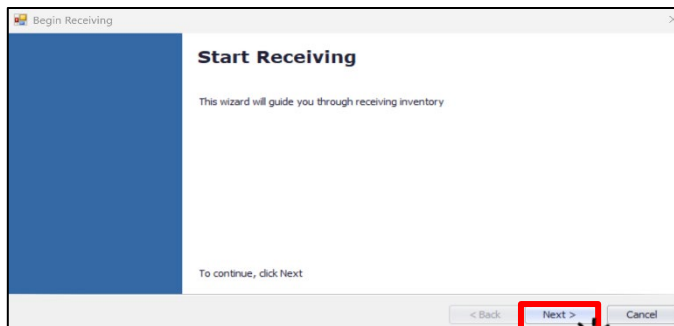 Begin Receiving
Start Receiving
This wizard will guide you through receiving inventory
To continue, click Next
< Back Next > Cancel